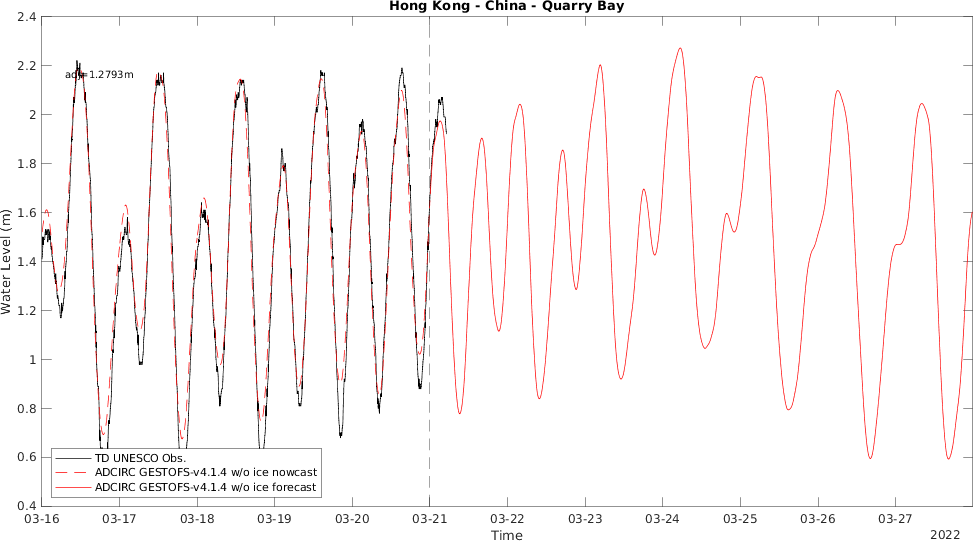 Hong Kong - China - Quarry Bay
2.4
2.2
2
1.8
1.6
1.4
1.2
1
0.8
0.6
0.4
Water Level (m)
adj=1.2793m
TD UNESCO Obs.
ADCIRC GESTOFS-v4.1.4 w/o ice nowcast
ADCIRC GESTOFS-v4.1.4 w/o ice forecast
03-16 03-17 03-18 03-19 03-20 03-21 03-22 03-23 03-24 03-25 03-26 03-27
Time
2022